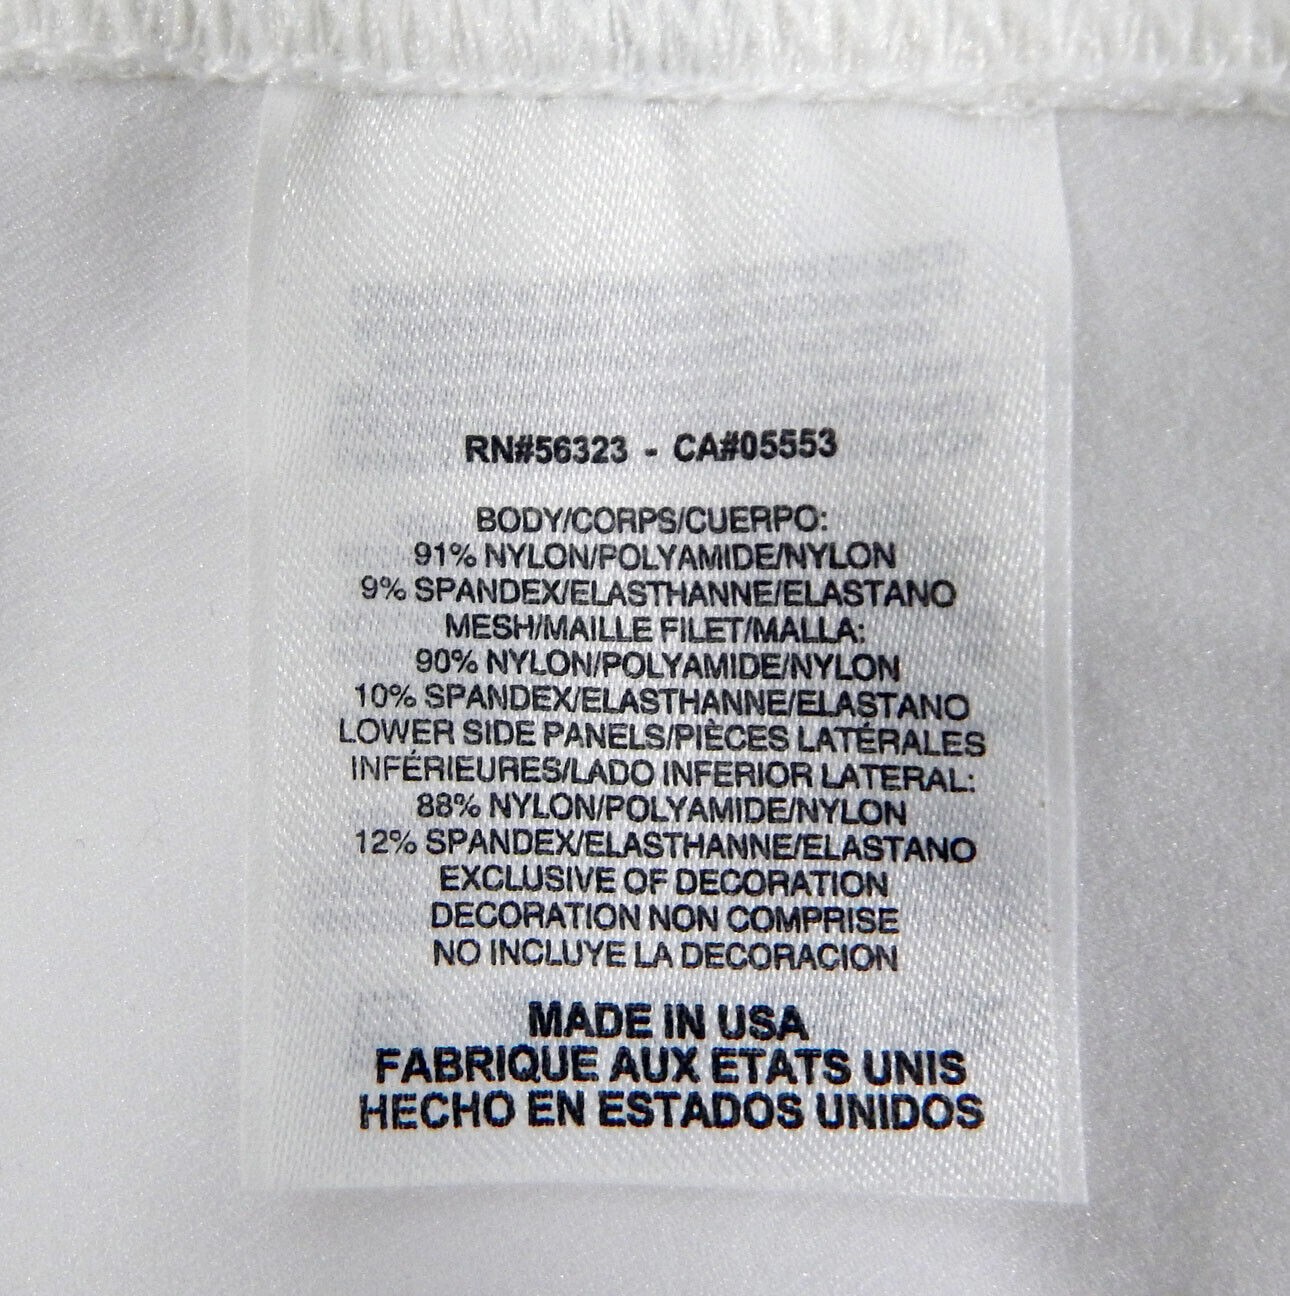 RN#56323 - CA#05553
BODY/CORPS/CUERPO:
91% NYLON/POLYAMIDE/NYLON
9% SPANDEX/ELASTHANNE/ELASTANO
MESH/MAILLE FILET/MALLA:
90% NYLON/POLYAMIDE/NYLON
10% SPANDEX/ELASTHANNE/ELASTANO
LOWER SIDE PANELS/PIÈCES LATÉRALES
INFÉRIEURES/LADO INFERIOR LATERAL:
88% NYLON/POLYAMIDE/NYLON
12% SPANDEX/ELASTHANNE/ELASTANO
EXCLUSIVE OF DECORATION
DECORATION NON COMPRISE
NO INCLUYE LA DECORACION
MADE IN USA
FABRIQUE AUX ETATS UNIS
HECHO EN ESTADOS UNIDOS